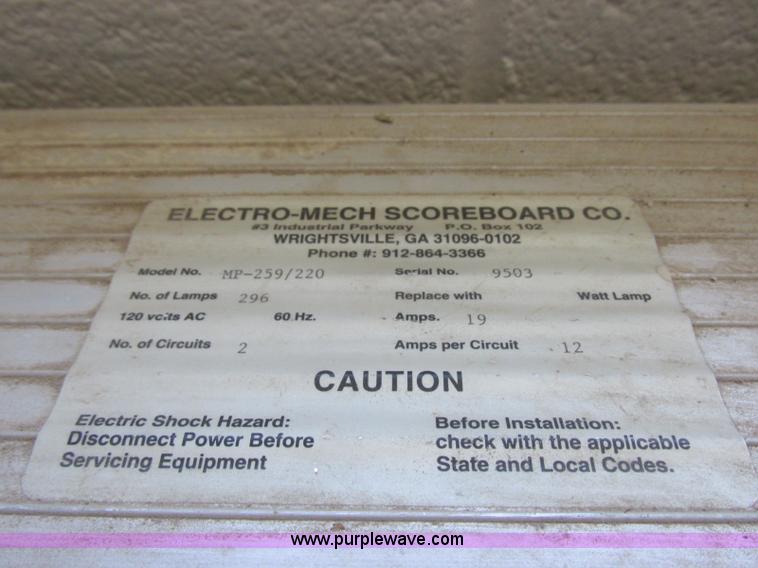 ELECTRO-MECH SCOREBOARD CO.
#3 Industrial Parkway P.O. Box 102
WRIGHTSVILLE, GA 31096-0102
Phone #: 912-864-3366
Model No. MP-259/220 Serial No. 9503
No. of Lamps 296 Replace with Watt Lamp
120 volts AC 60 Hz. Amps. 19
No. of Circuits 2 Amps per Circuit 12
CAUTION
Electric Shock Hazard: Before Installation:
Disconnect Power Before check with the applicable
Servicing Equipment State and Local Codes.
www.purplewave.com